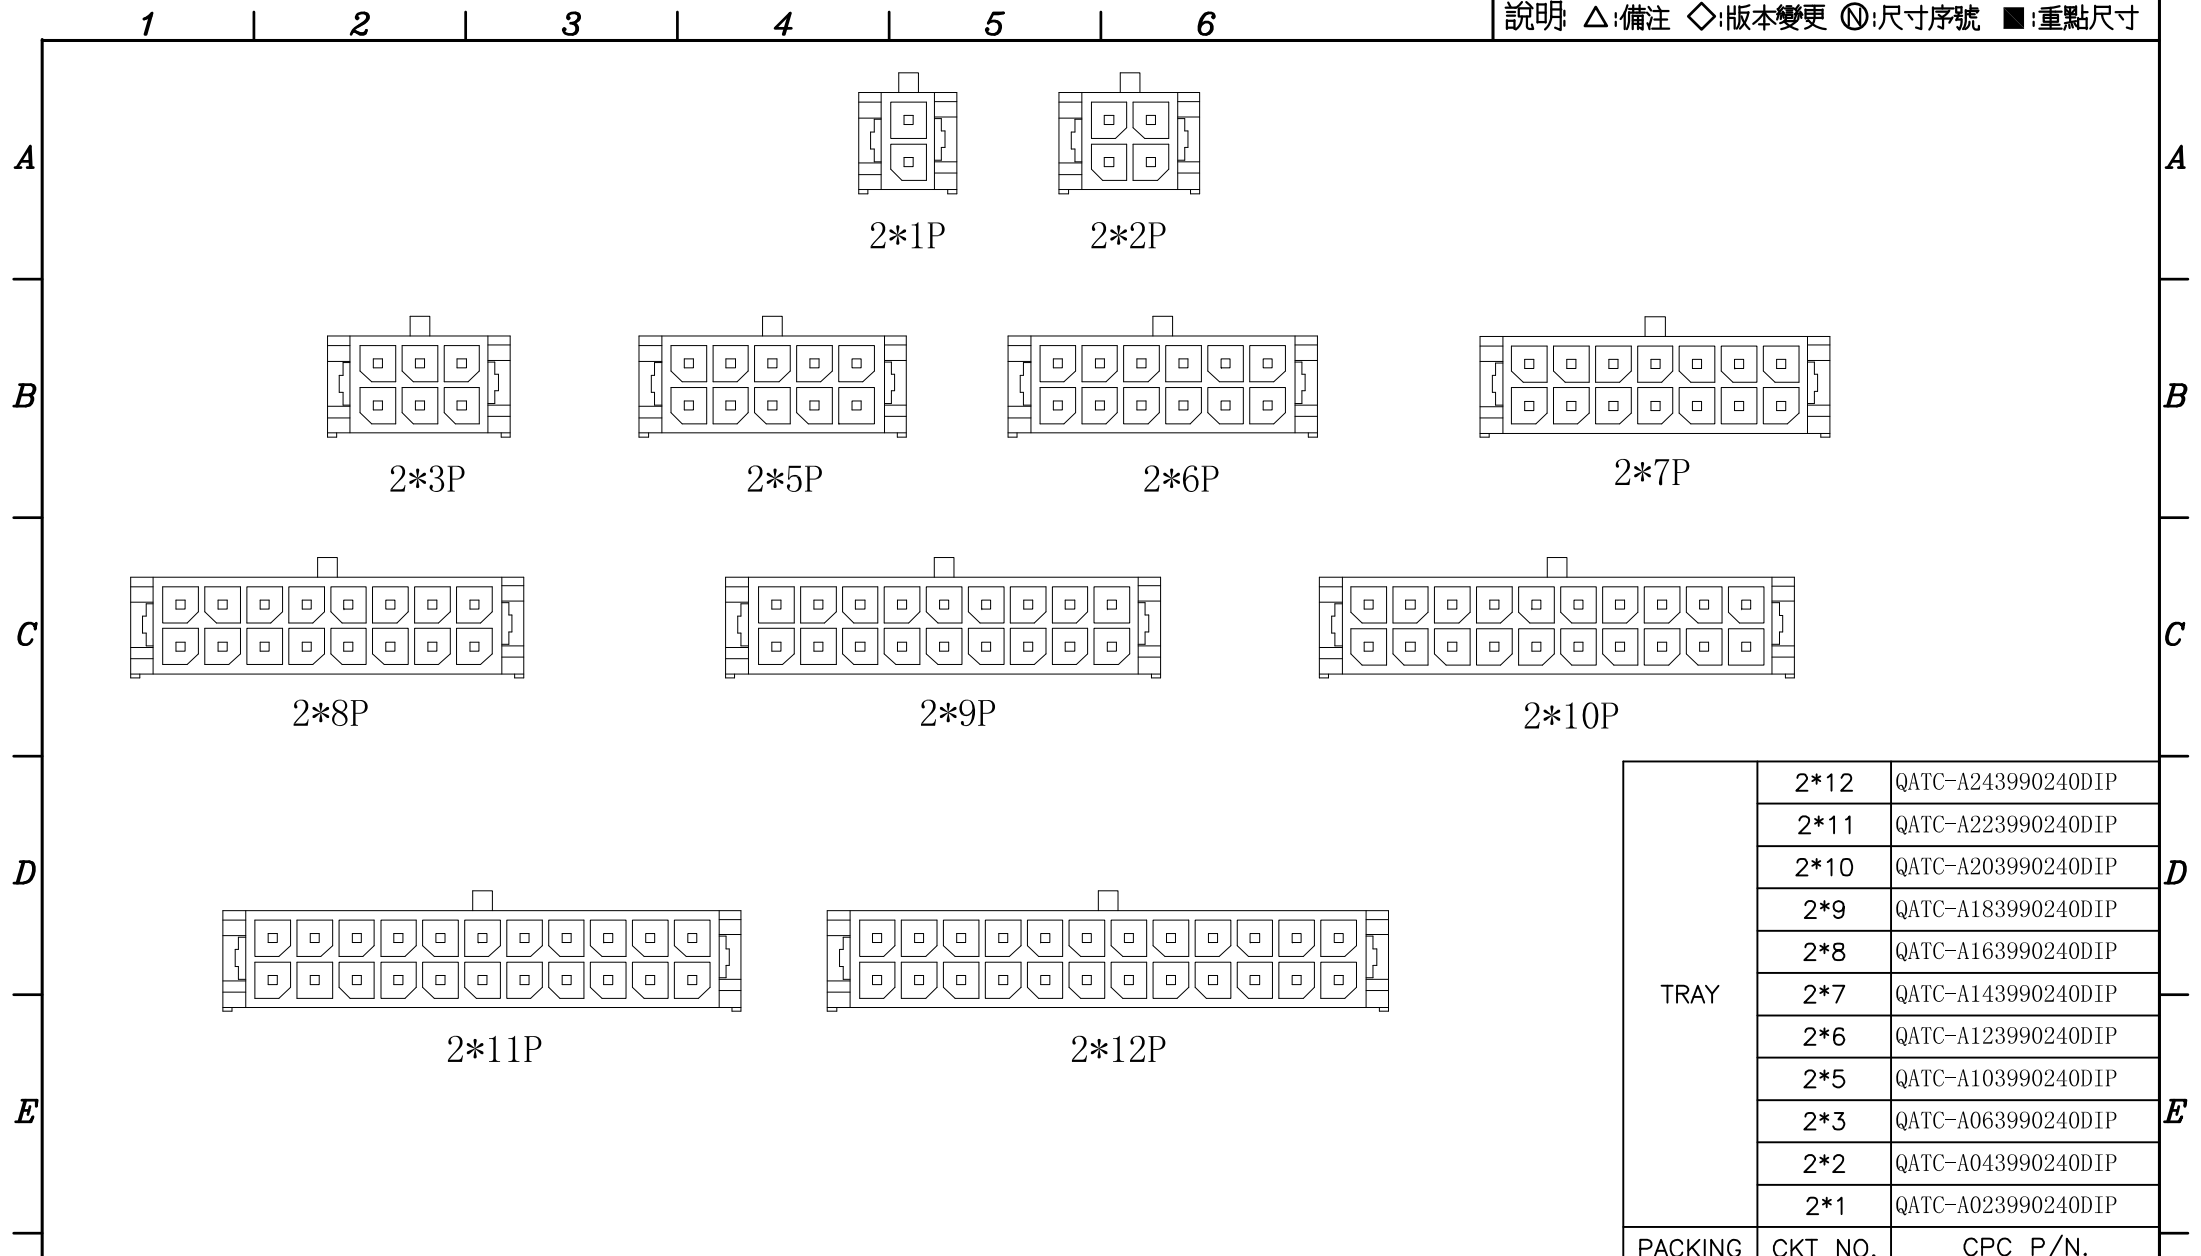 1 2 3 4 5 6 說明: △:備注 ◇:版本變更 Ⓝ:尺寸序號 ■:重點尺寸
A A
2*1P 2*2P
B B
2*3P 2*5P 2*6P 2*7P
C C
2*8P 2*9P 2*10P
2*12 QATC-A243990240DIP
2*11 QATC-A223990240DIP
D 2*10 QATC-A203990240DIP D
2*9 QATC-A183990240DIP
2*8 QATC-A163990240DIP
TRAY 2*7 QATC-A143990240DIP
2*11P 2*12P 2*6 QATC-A123990240DIP
2*5 QATC-A103990240DIP
E 2*3 QATC-A063990240DIP E
2*2 QATC-A043990240DIP
2*1 QATC-A023990240DIP
PACKING CKT NO. CPC P/N.